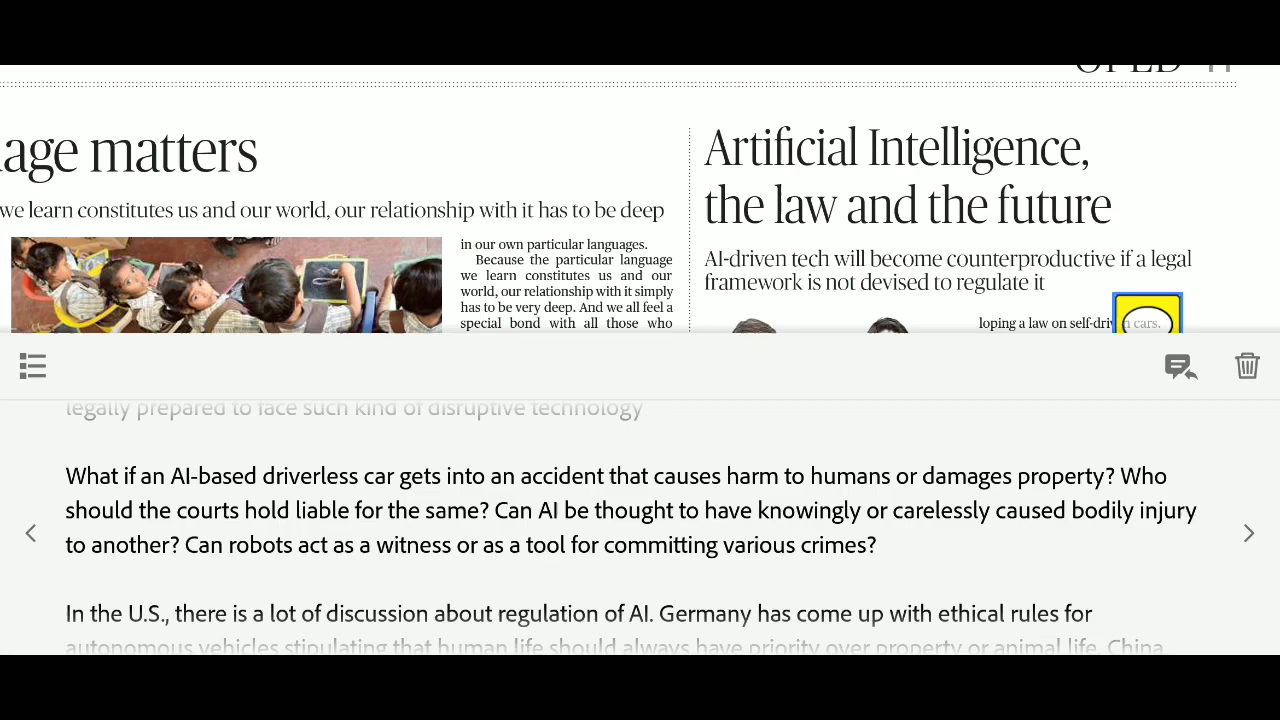 age matters
we learn constitutes us and our world, our relationship with it has to be deep
in our own particular languages.
Because the particular language
we learn constitutes us and our
world, our relationship with it simply
has to be very deep. And we all feel a
special bond with all those who
Artificial Intelligence,
the law and the future
AI-driven tech will become counterproductive if a legal
framework is not devised to regulate it
loping a law on self-driven cars.
legally prepared to face such kind of disruptive technology
What if an AI-based driverless car gets into an accident that causes harm to humans or damages property? Who
should the courts hold liable for the same? Can AI be thought to have knowingly or carelessly caused bodily injury
to another? Can robots act as a witness or as a tool for committing various crimes?
In the U.S., there is a lot of discussion about regulation of AI. Germany has come up with ethical rules for
autonomous vehicles stipulating that human life should always have priority over property or animal life. China